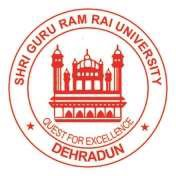 SHRI GURU RAM RAI UNIVERSITY
QUEST FOR EXCELLENCE
DEHRADUN